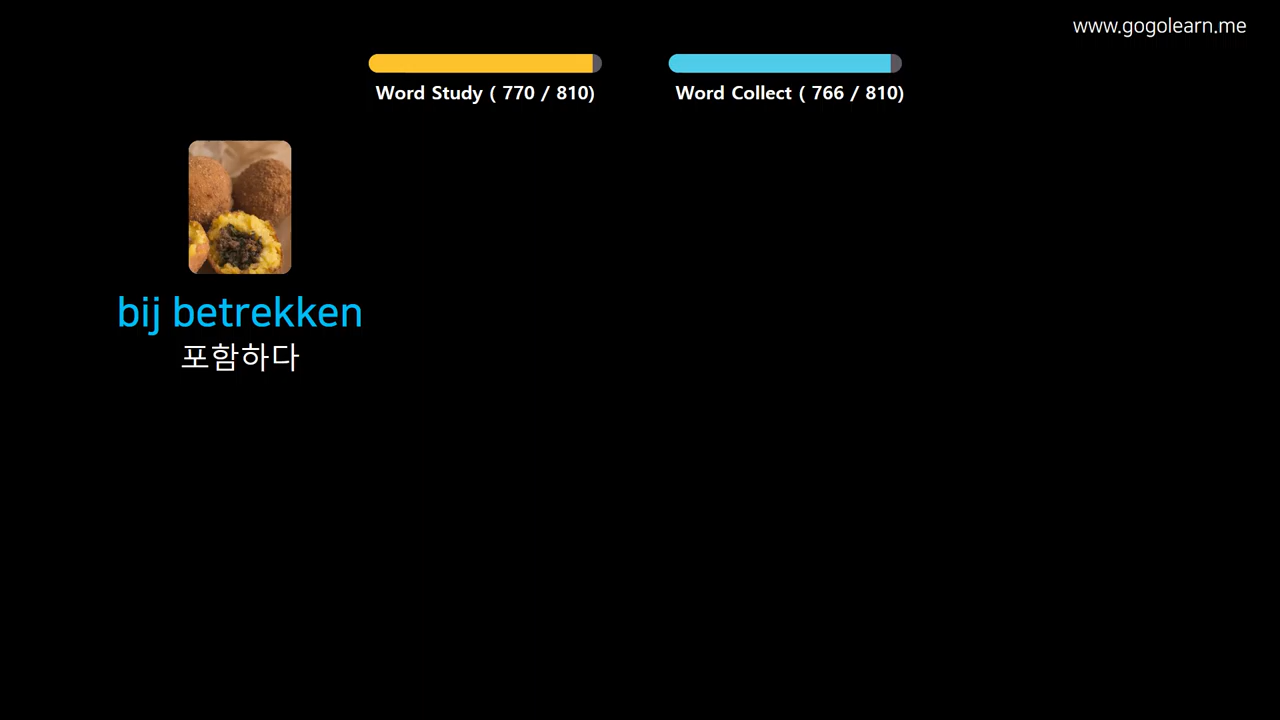 www.gogolearn.me
Word Study ( 770 / 810)
Word Collect ( 766 / 810)
bij betrekken
포함하다